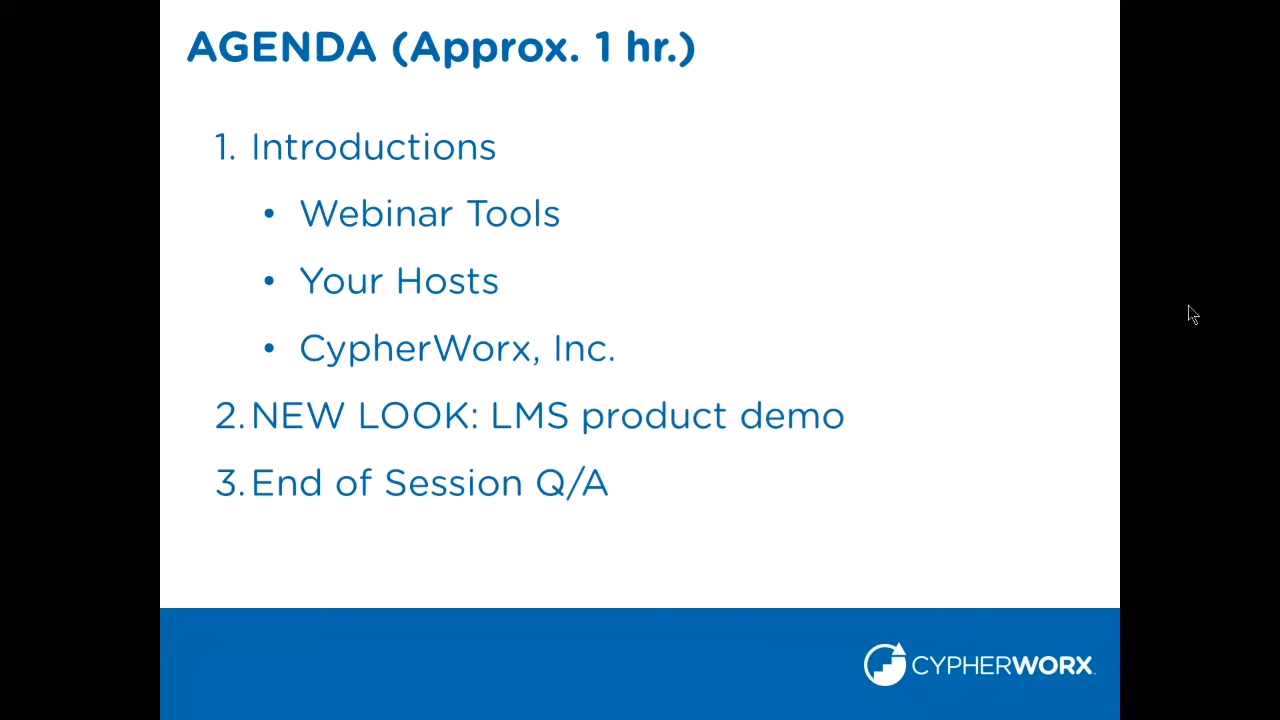 AGENDA (Approx. 1 hr.)
1. Introductions
• Webinar Tools
• Your Hosts
• CypherWorx, Inc.
2. NEW LOOK: LMS product demo
3. End of Session Q/A
CYPHERWORX